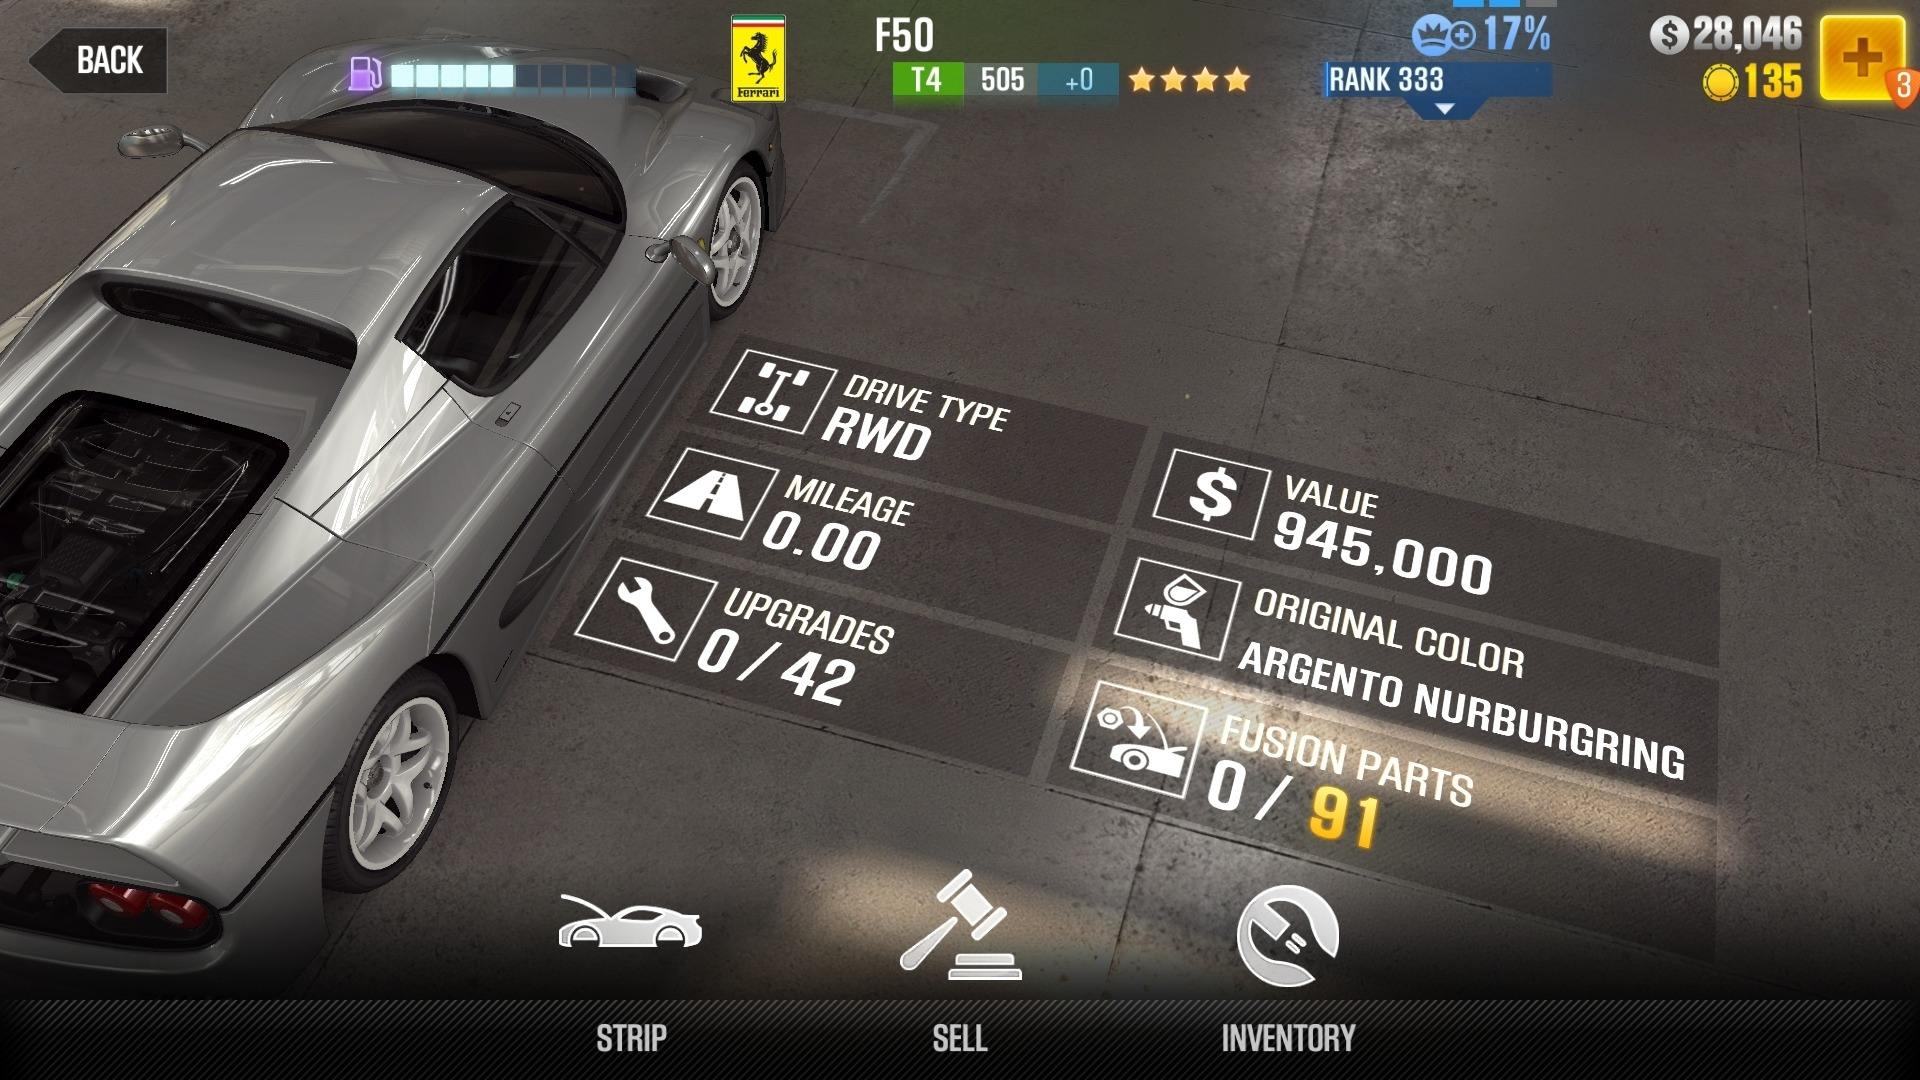 BACK
Ferrari
F50
T4 505 +0
17%
RANK 333
$ 28,046
135
3
DRIVE TYPE
RWD
MILEAGE
0.00
UPGRADES
0 / 42
$ VALUE
945,000
ORIGINAL COLOR
ARGENTO NURBURGRING
FUSION PARTS
0 / 91
STRIP
SELL
INVENTORY